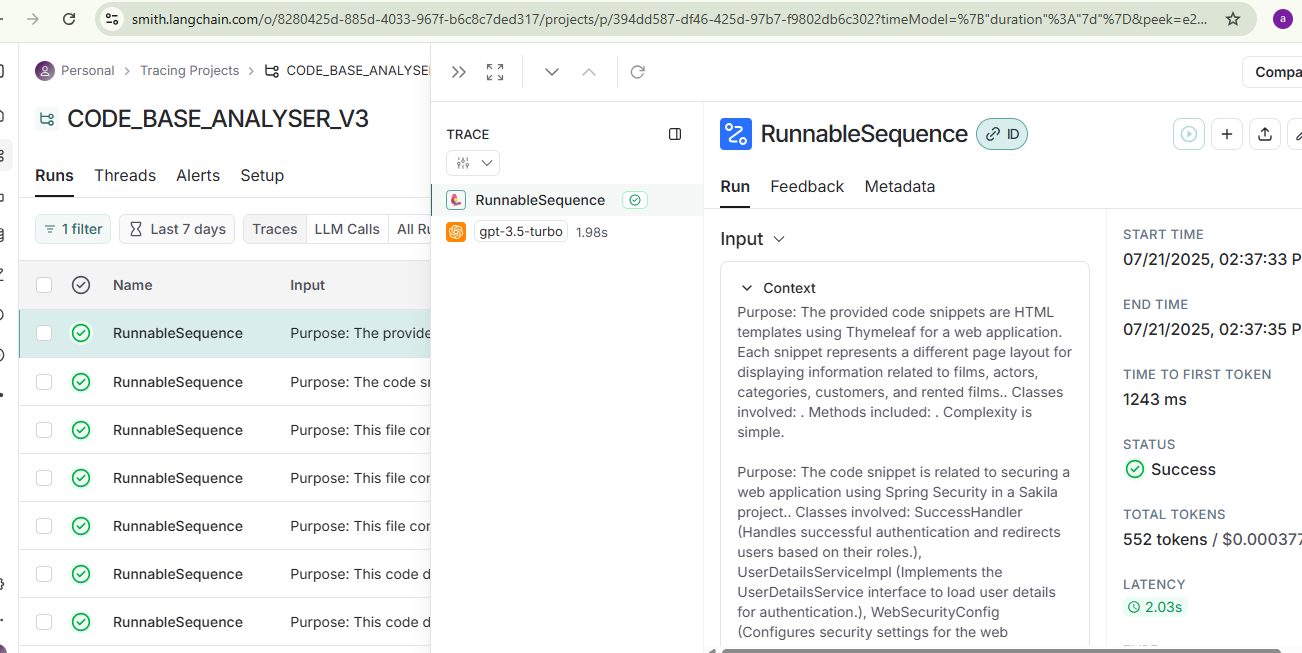 smith.langchain.com/o/8280425d-885d-4033-967f-b6c8c7ded317/projects/p/394dd587-df46-425d-97b7-f9802db6c302?timeModel=%7B"duration"%3A"7d"%7D&peek=e2...
a
Personal > Tracing Projects > CODE_BASE_ANALYSE
CODE_BASE_ANALYSER_V3
Runs Threads Alerts Setup
1 filter Last 7 days Traces LLM Calls All Ru
Name Input
RunnableSequence Purpose: The provide
RunnableSequence Purpose: The code sn
RunnableSequence Purpose: This file con
RunnableSequence Purpose: This file con
RunnableSequence Purpose: This file con
RunnableSequence Purpose: This code d
RunnableSequence Purpose: This code d
TRACE
RunnableSequence
gpt-3.5-turbo 1.98s
Compa
RunnableSequence ID
Run Feedback Metadata
Input
Context
Purpose: The provided code snippets are HTML
templates using Thymeleaf for a web application.
Each snippet represents a different page layout for
displaying information related to films, actors,
categories, customers, and rented films.. Classes
involved: . Methods included: . Complexity is
simple.
Purpose: The code snippet is related to securing a
web application using Spring Security in a Sakila
project.. Classes involved: SuccessHandler
(Handles successful authentication and redirects
users based on their roles.),
UserDetailsServiceImpl (Implements the
UserDetailsService interface to load user details
for authentication.), WebSecurityConfig
(Configures security settings for the web
START TIME
07/21/2025, 02:37:33 P
END TIME
07/21/2025, 02:37:35 P
TIME TO FIRST TOKEN
1243 ms
STATUS
Success
TOTAL TOKENS
552 tokens / $0.000377
LATENCY
2.03s